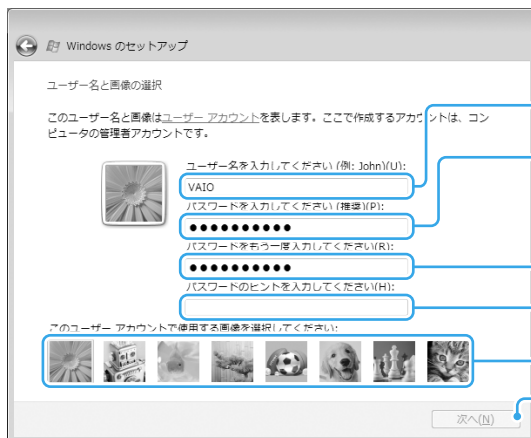 Windows のセットアップ
ユーザー名と画像の選択
このユーザー名と画像はユーザー アカウントを表します。ここで作成するアカウントは、コン
ピュータの管理者アカウントです。
ユーザー名を入力してください (例: John)(U):
VAIO
パスワードを入力してください (推奨)(P):
●●●●●●●●●●
パスワードをもう一度入力してください(R):
●●●●●●●●●●
パスワードのヒントを入力してください(H):
このユーザー アカウントで使用する画像を選択してください:
次へ(N)